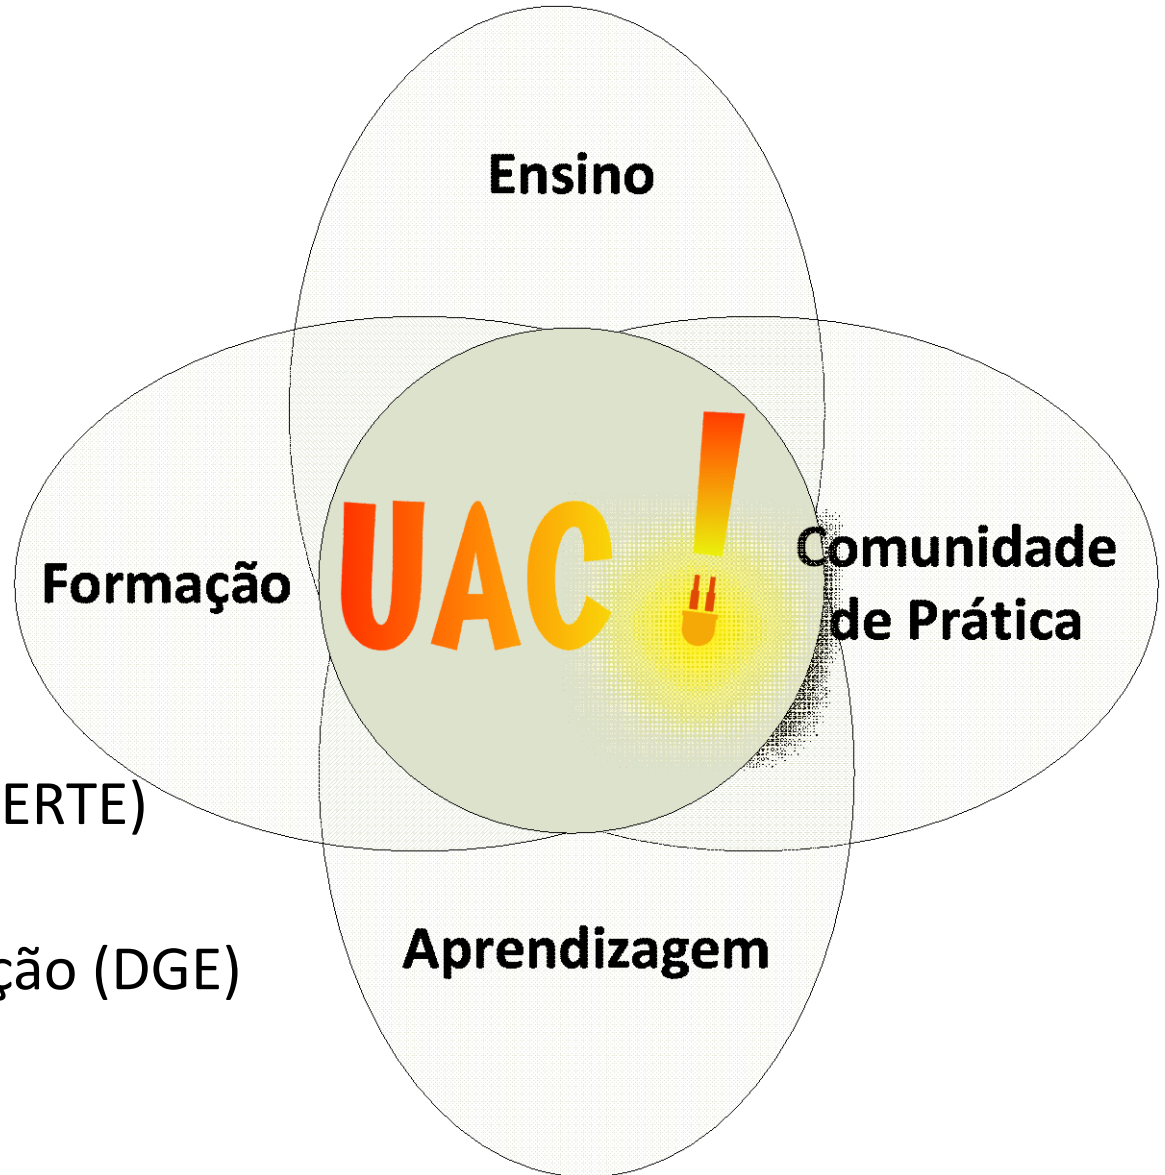 Ensino
UAC!
Formação
Comunidade
de Prática
ERTE)
Aprendizagem
ção (DGE)